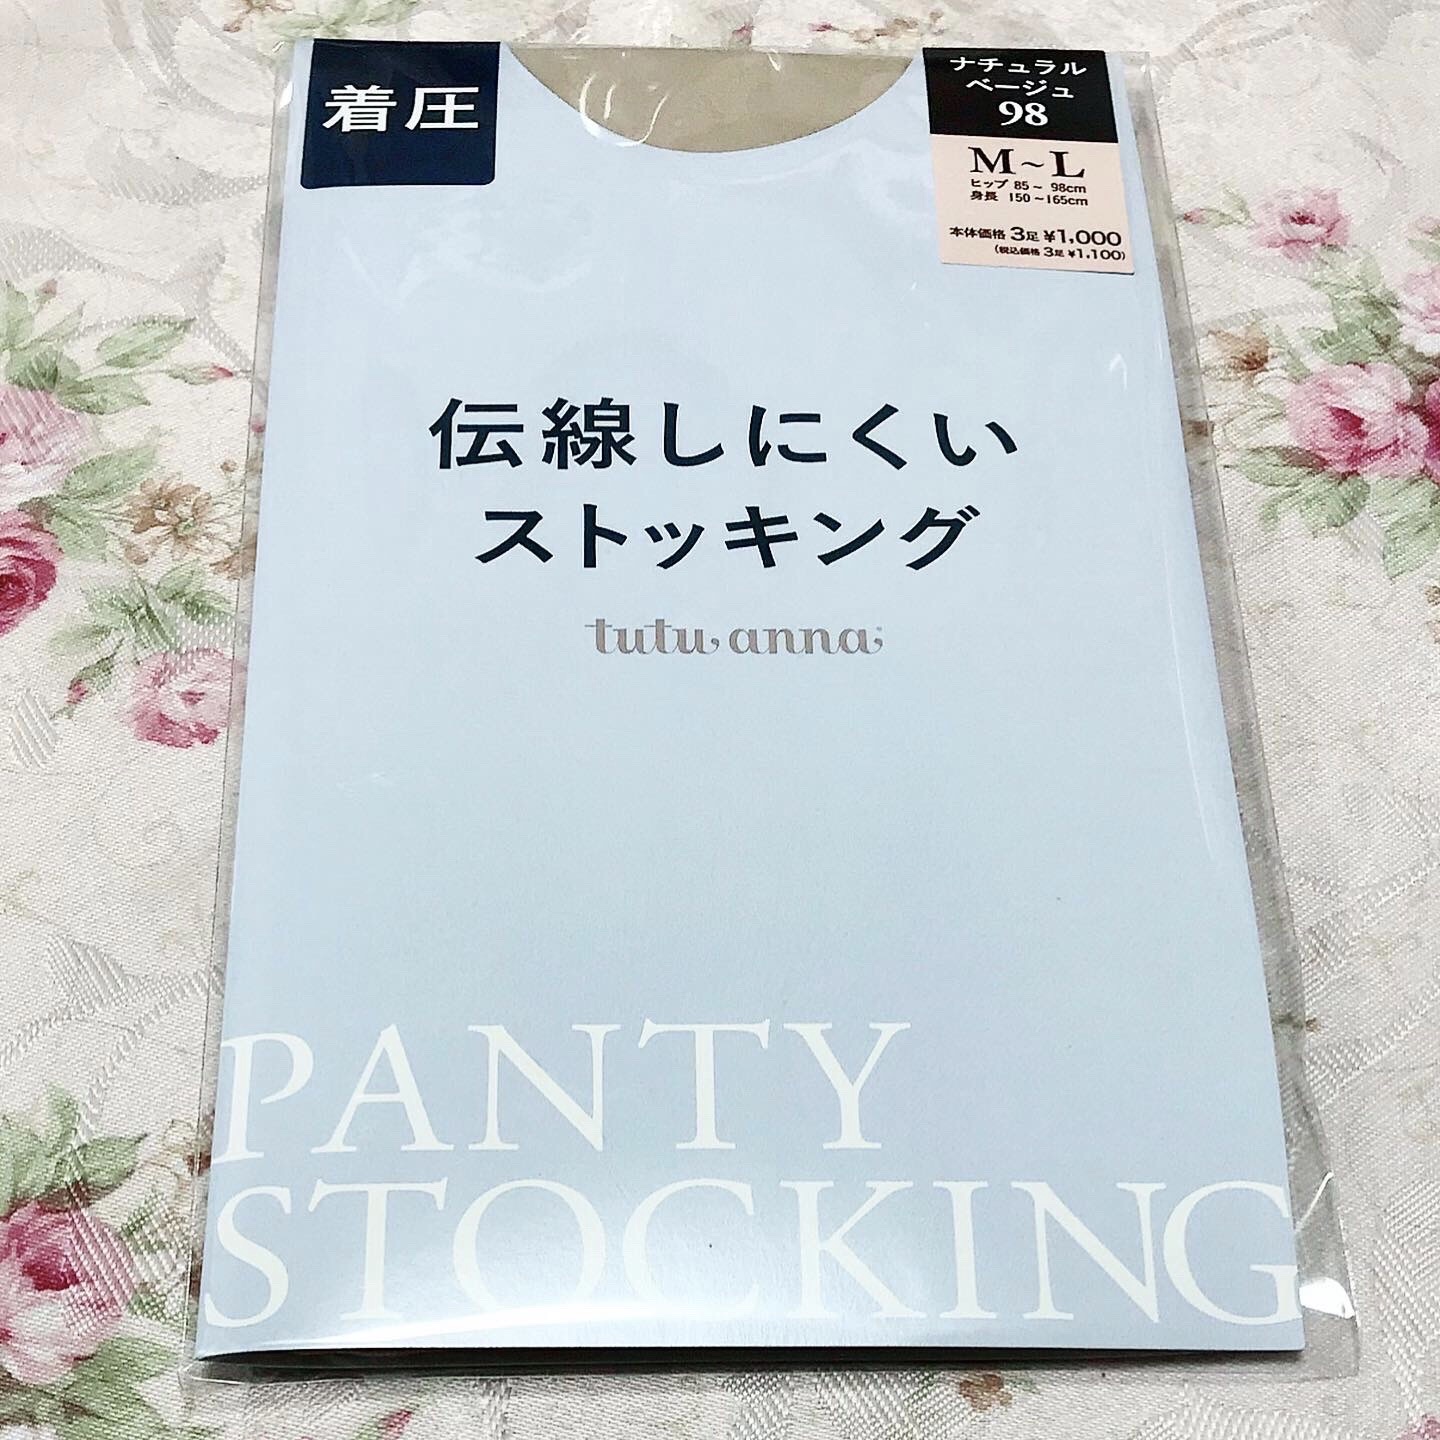 着圧
ナチュラル
ベージュ
98
M~L
ヒップ 85~ 98cm
身長 150~165cm
本体価格 3足 ¥1,000
(税込価格 3足 ¥1,100)
伝線しにくい
ストッキング
tutu anna
PANTY
STOCKING